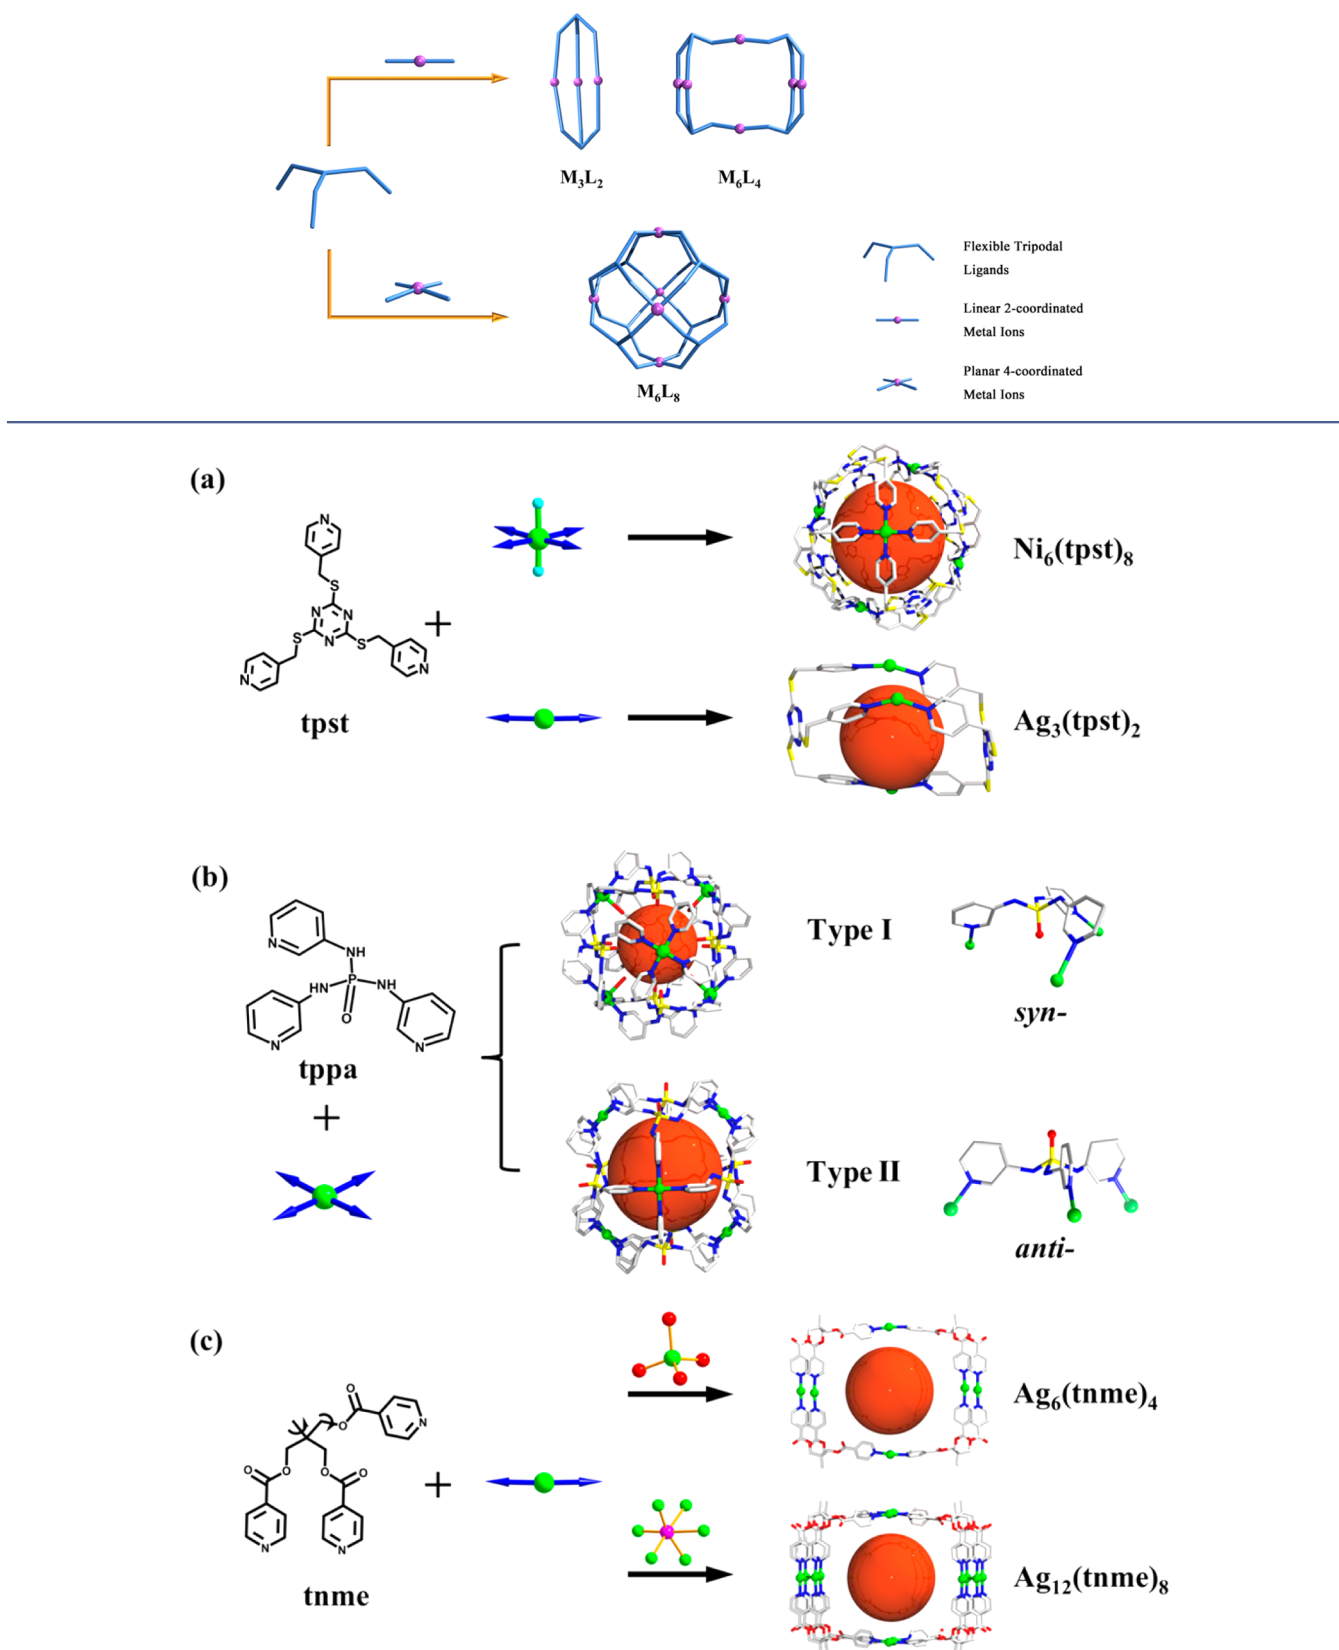 M3L2
M6L4
M6L8
Flexible Tripodal
Ligands
Linear 2-coordinated
Metal Ions
Planar 4-coordinated
Metal Ions
(a)
N
S
N N
S N S
N N
tpst
+
Ni6(tpst)8
Ag3(tpst)2
(b)
N
NH
HN P NH
O
N N
tppa
+
Type I
syn-
Type II
anti-
(c)
O
O N
O O O O
N N
tnme
+
Ag6(tnme)4
Ag12(tnme)8